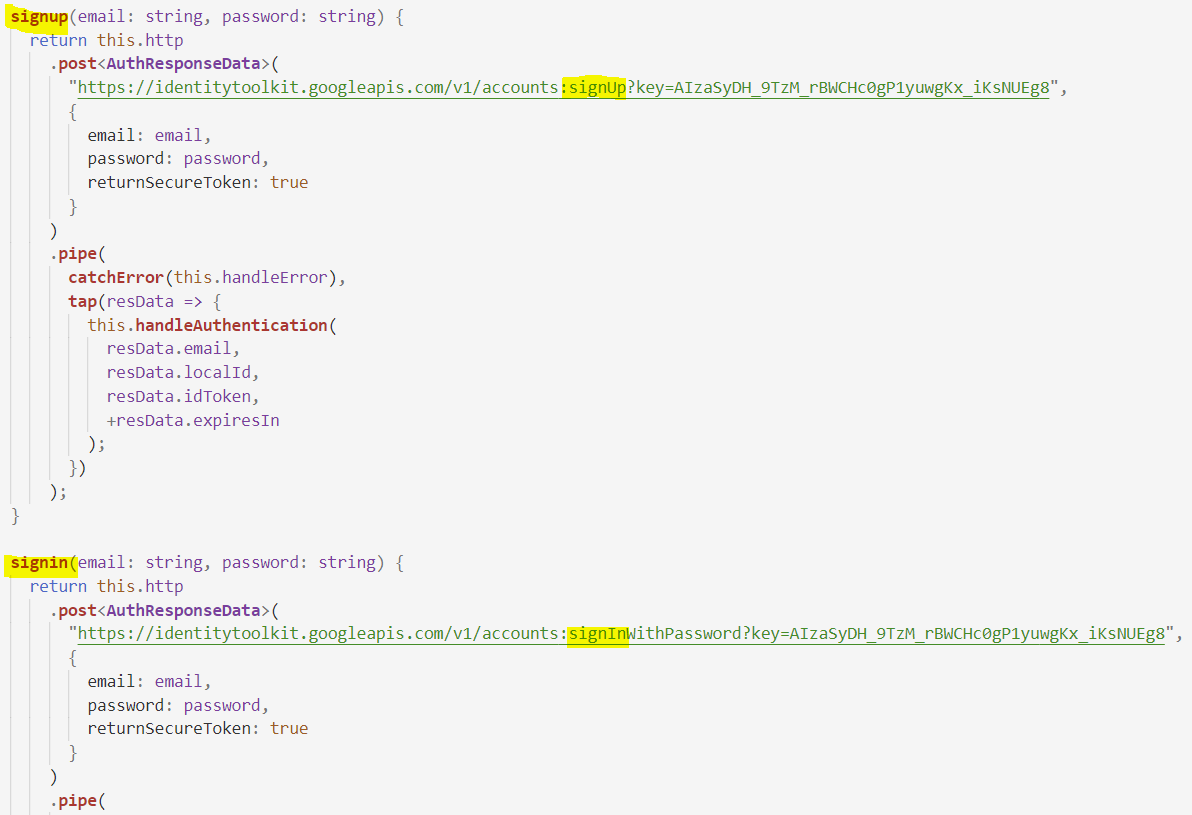 signup(email: string, password: string) {
return this.http
.post<AuthResponseData>(
"https://identitytoolkit.googleapis.com/v1/accounts:signUp?key=AIzaSyDH_9TzM_rBWCHc0gP1yuwgKx_iKsNUEg8",
{
email: email,
password: password,
returnSecureToken: true
}
)
.pipe(
catchError(this.handleError),
tap(resData => {
this.handleAuthentication(
resData.email,
resData.localId,
resData.idToken,
+resData.expiresIn
);
})
);
}
signin(email: string, password: string) {
return this.http
.post<AuthResponseData>(
"https://identitytoolkit.googleapis.com/v1/accounts:signInWithPassword?key=AIzaSyDH_9TzM_rBWCHc0gP1yuwgKx_iKsNUEg8",
{
email: email,
password: password,
returnSecureToken: true
}
)
.pipe(